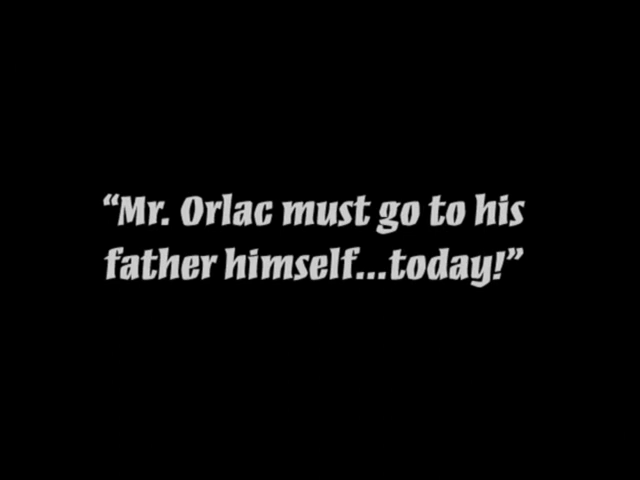 “Mr. Orlac must go to his
father himself...today!”